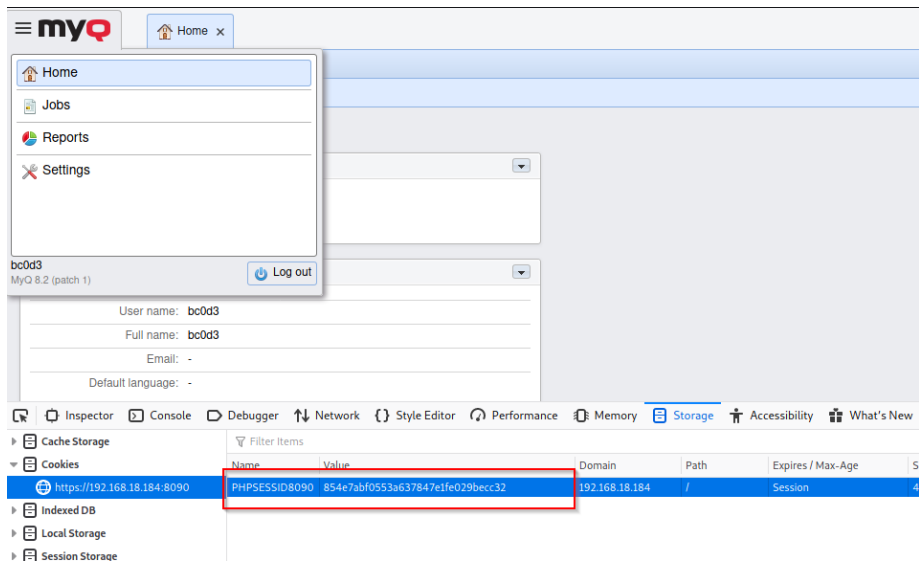 myQ
Home ×
Home
Jobs
Reports
Settings
bc0d3
MyQ 8.2 (patch 1)
Log out
User name: bc0d3
Full name: bc0d3
Email: -
Default language: -
Inspector Console Debugger Network {} Style Editor Performance Memory Storage Accessibility What's New
Cache Storage
Filter Items
Cookies
Name Value Domain Path Expires / Max-Age S
https://192.168.18.184:8090
PHPSESSID8090 854e7abf0553a637847e1fe029becc32 192.168.18.184 / Session 4
Indexed DB
Local Storage
Session Storage